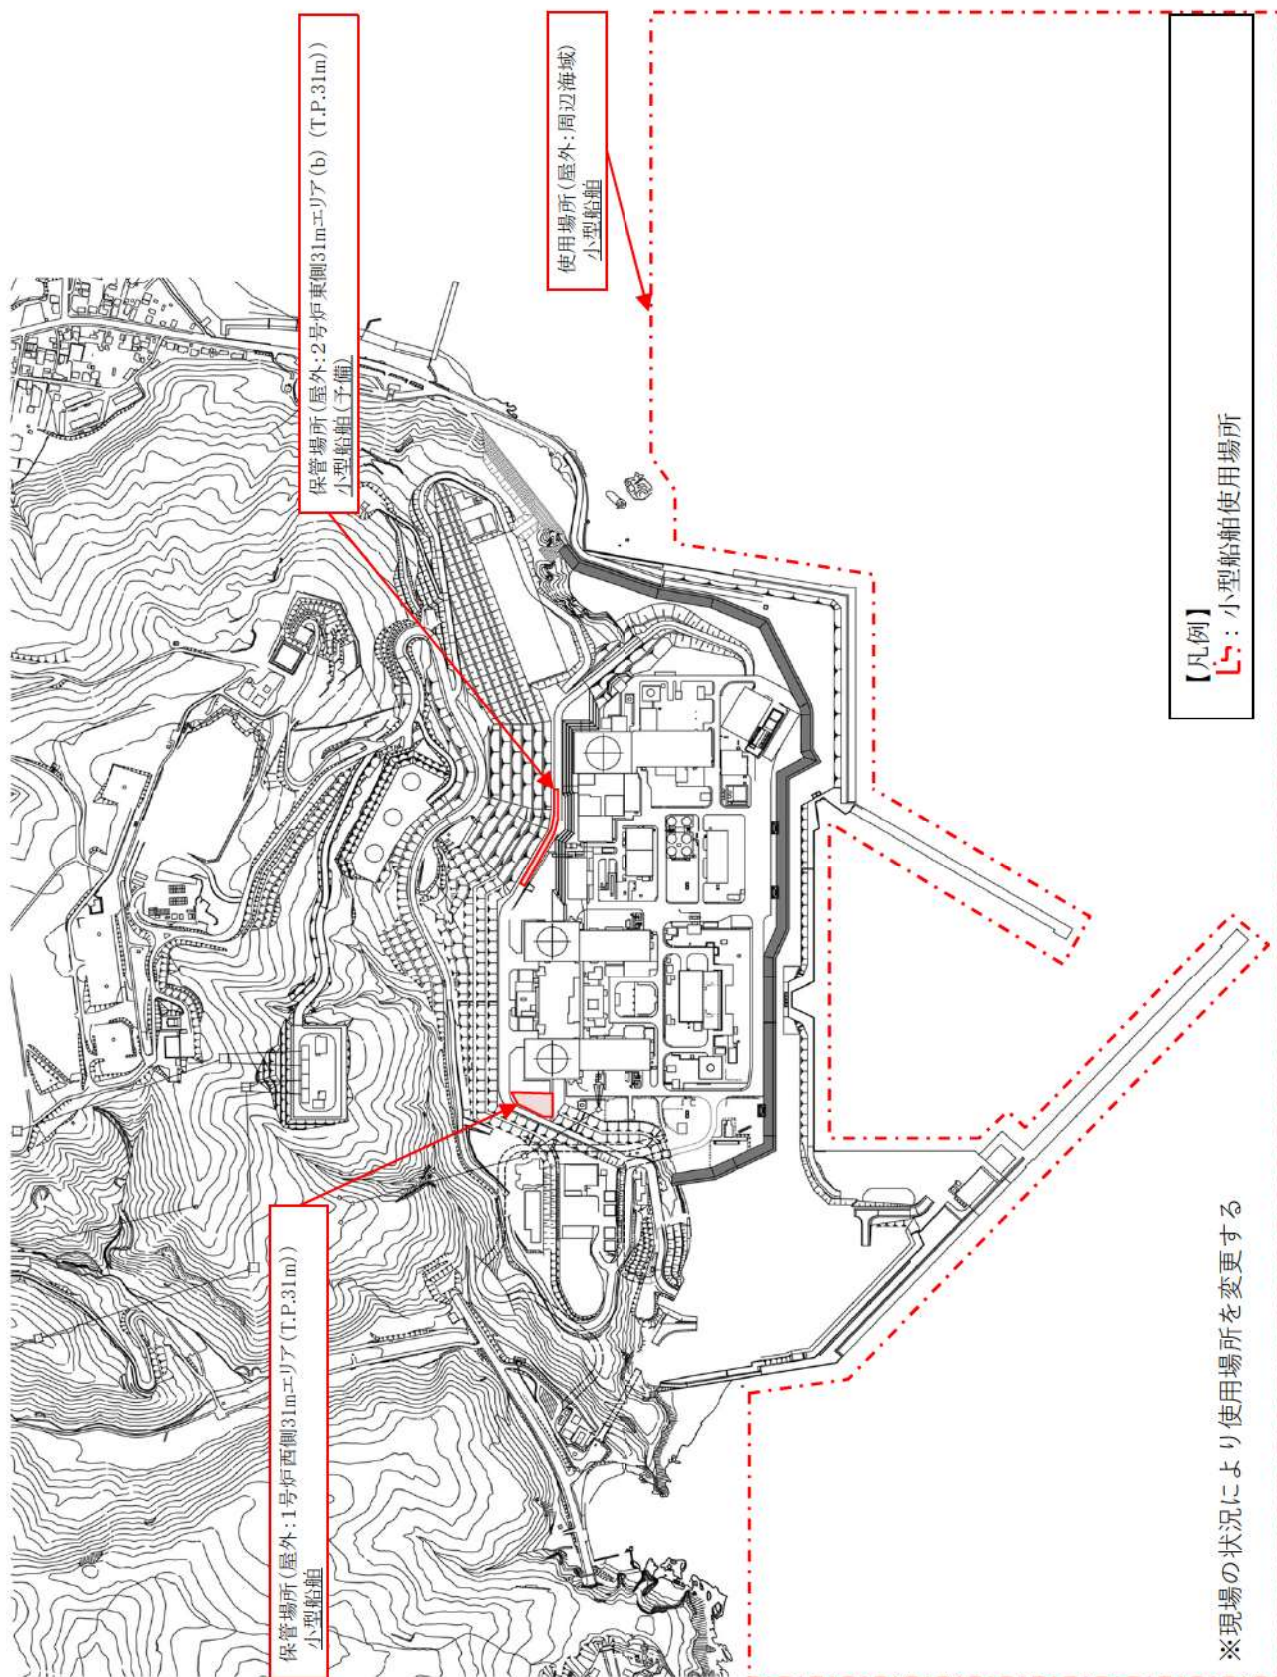 保管場所(屋外:1号炉西側31mエリア(T.P.31m))
小型船舶
保管場所(屋外:2号炉東側31mエリア(b)(T.P.31m))
小型船舶(予備)
使用場所(屋外:周辺海域)
小型船舶
【凡例】
:小型船舶使用場所
※現場の状況により使用場所を変更する